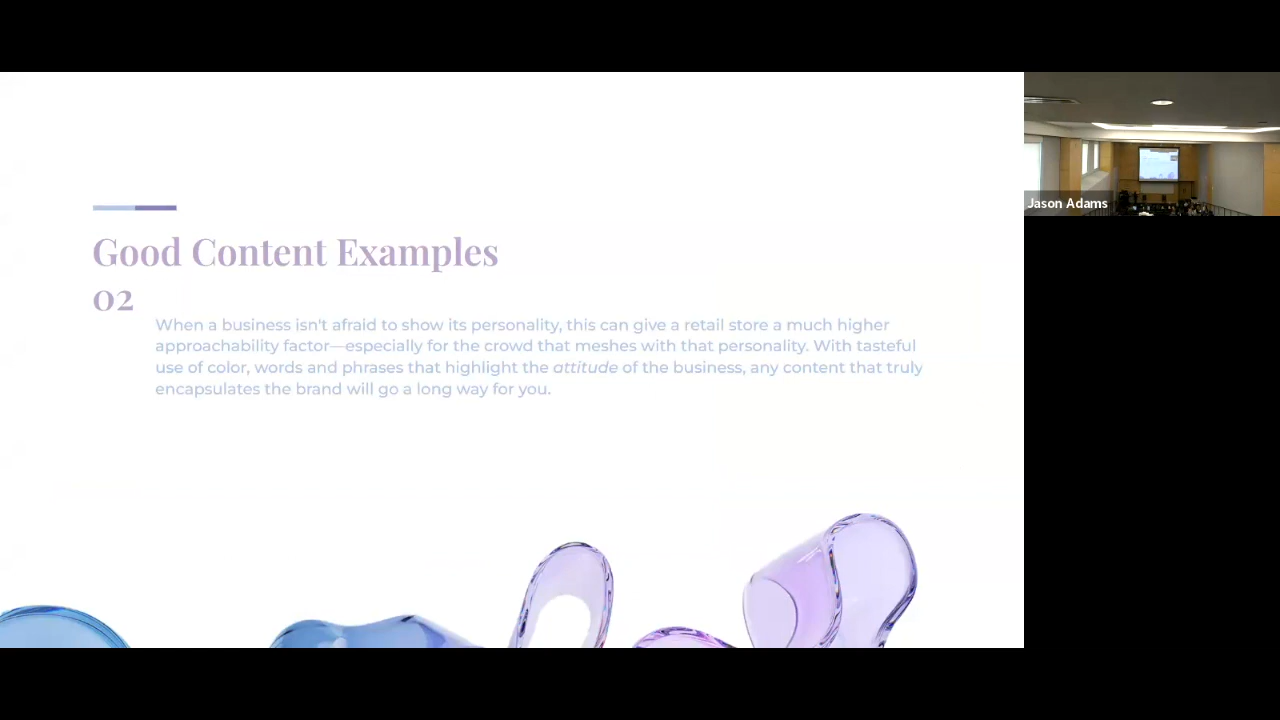 Good Content Examples
02
When a business isn't afraid to show its personality, this can give a retail store a much higher
approachability factor—especially for the crowd that meshes with that personality. With tasteful
use of color, words and phrases that highlight the attitude of the business, any content that truly
encapsulates the brand will go a long way for you.
Jason Adams